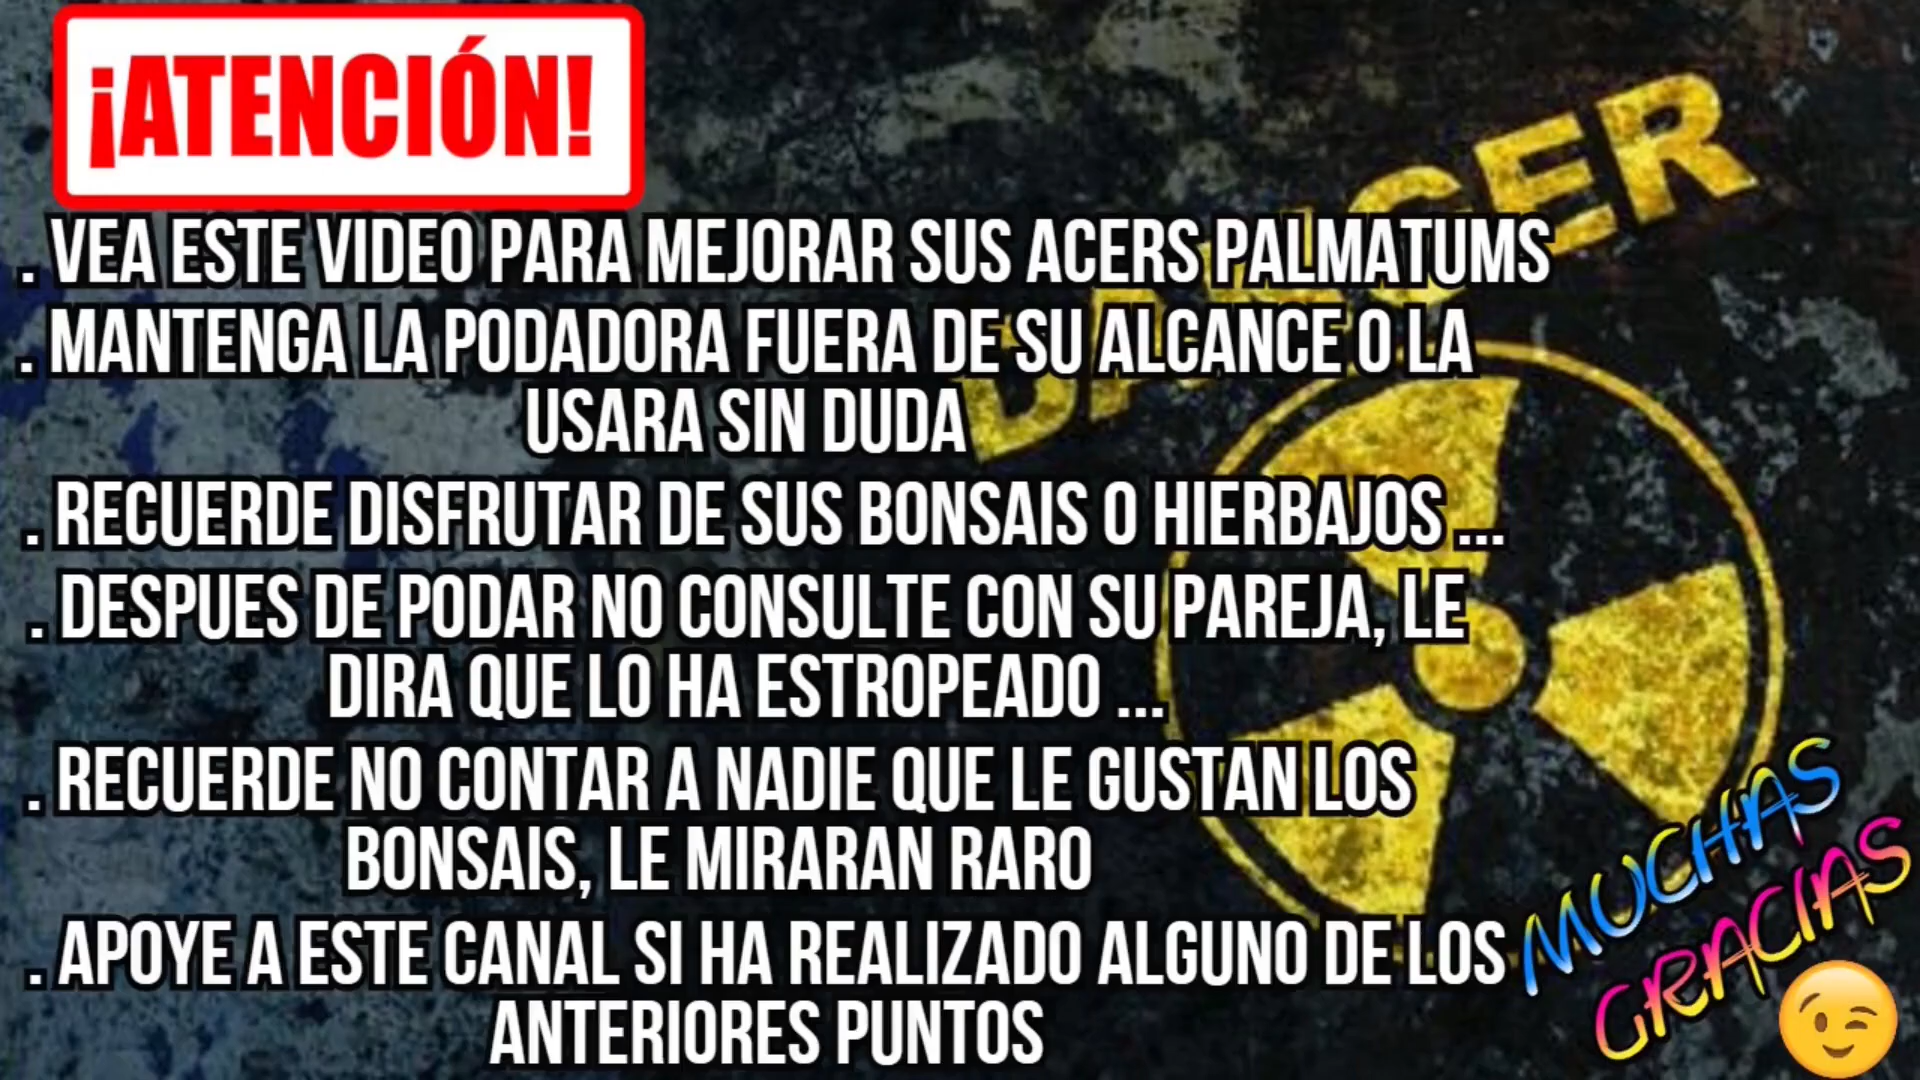 ¡ATENCIÓN!
DANGER
. VEA ESTE VIDEO PARA MEJORAR SUS ACERS PALMATUMS
. MANTENGA LA PODADORA FUERA DE SU ALCANCE O LA
USARA SIN DUDA
. RECUERDE DISFRUTAR DE SUS BONSAIS O HIERBAJOS ...
. DESPUES DE PODAR NO CONSULTE CON SU PAREJA, LE
DIRA QUE LO HA ESTROPEADO ...
. RECUERDE NO CONTAR A NADIE QUE LE GUSTAN LOS
BONSAIS, LE MIRARAN RARO
. APOYE A ESTE CANAL SI HA REALIZADO ALGUNO DE LOS
ANTERIORES PUNTOS
MUCHAS
GRACIAS